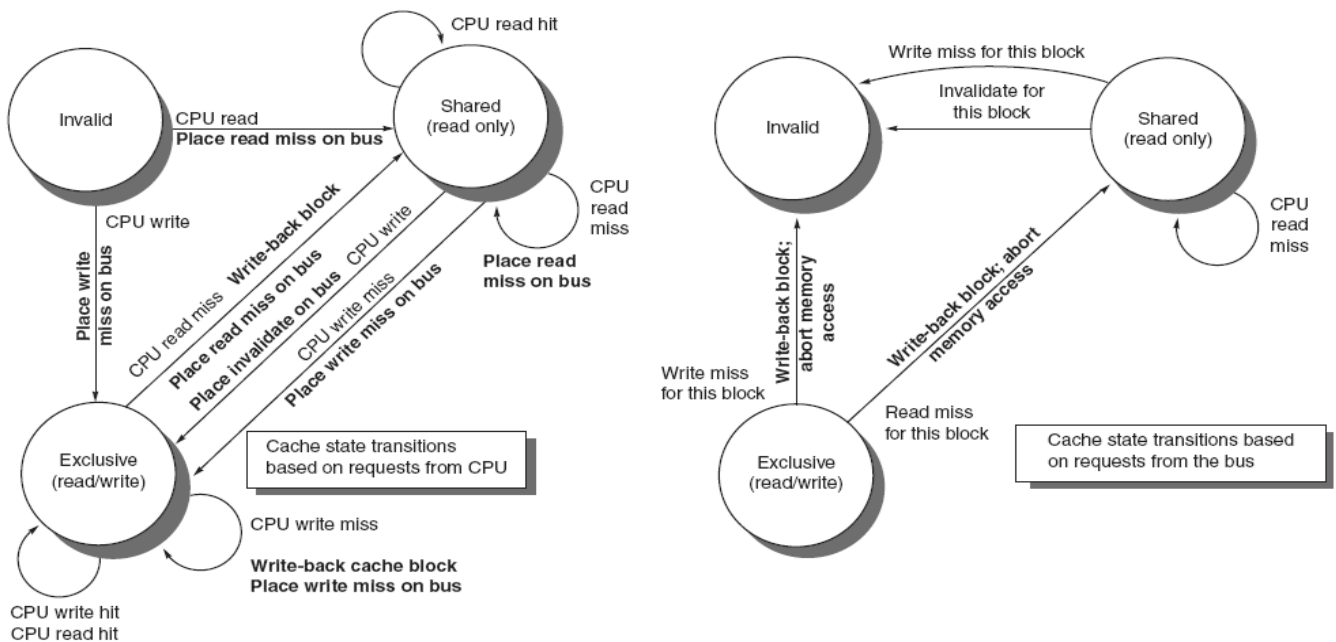 CPU read hit
Invalid
Shared
(read only)
CPU read
Place read miss on bus
CPU write
Place write
miss on bus
CPU read miss Write-back block
Place read miss on bus
Place invalidate on bus CPU write
CPU write miss
Place write miss on bus
CPU
read
miss
Place read
miss on bus
Exclusive
(read/write)
Cache state transitions
based on requests from CPU
CPU write miss
Write-back cache block
Place write miss on bus
CPU write hit
CPU read hit
Write miss for this block
Invalidate for
this block
Invalid
Shared
(read only)
CPU
read
miss
Write-back block;
abort memory
access
Write-back block; abort
memory access
Write miss
for this block
Read miss
for this block
Exclusive
(read/write)
Cache state transitions based
on requests from the bus